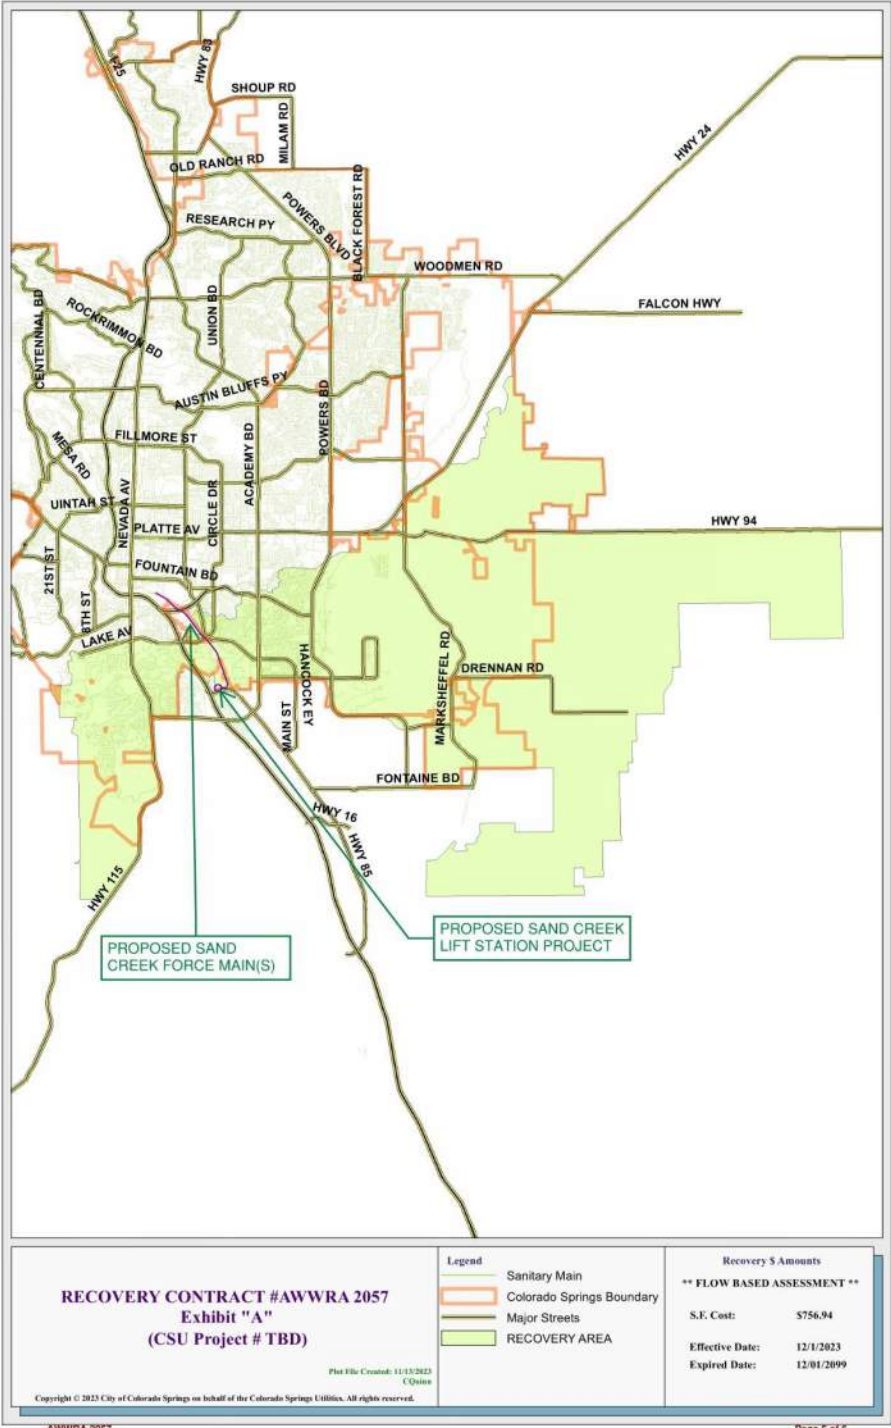 I-25
HWY 83
SHOUP RD
MILAM RD
OLD RANCH RD
HWY 24
BLACK FOREST RD
POWERS BLVD
RESEARCH PY
WOODMEN RD
FALCON HWY
CENTENNIAL BD
ROCKRIMMON BD
UNION BD
AUSTIN BLUFFS PY
POWERS BD
MESA RD
FILLMORE ST
ACADEMY BD
UINTAH ST
NEVADA AV
CIRCLE DR
PLATTE AV
HWY 94
21ST ST
FOUNTAIN BD
8TH ST
LAKE AV
HANCOCK EY
MARKSHEFFEL RD
DRENNAN RD
MAIN ST
FONTAINE BD
HWY 16
HWY 85
HWY 115
PROPOSED SAND
CREEK FORCE MAIN(S)
PROPOSED SAND CREEK
LIFT STATION PROJECT
RECOVERY CONTRACT #AWWRA 2057
Exhibit "A"
(CSU Project # TBD)
Plot File Created: 11/13/2023
CQuinn
Copyright © 2023 City of Colorado Springs on behalf of the Colorado Springs Utilities. All rights reserved.
Legend
Sanitary Main
Colorado Springs Boundary
Major Streets
RECOVERY AREA
Recovery $ Amounts
** FLOW BASED ASSESSMENT **
S.F. Cost: $756.94
Effective Date: 12/1/2023
Expired Date: 12/01/2099
AWWRA 2057